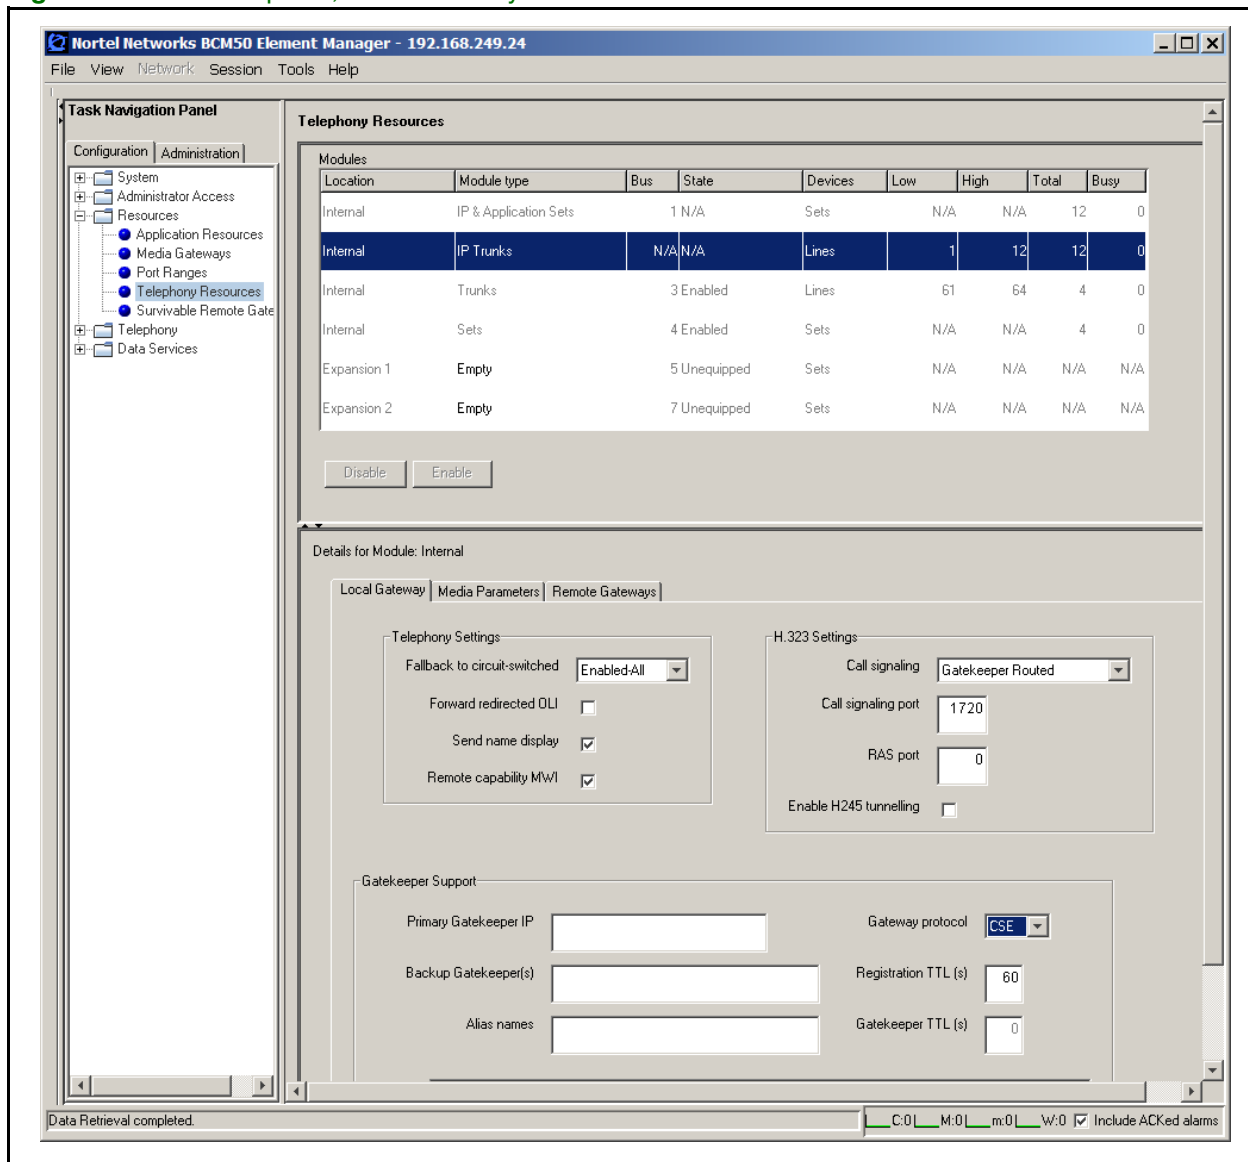 Nortel Networks BCM50 Element Manager - 192.168.249.24
File View Network Session Tools Help
Task Navigation Panel
Configuration Administration
System
Administrator Access
Resources
Application Resources
Media Gateways
Port Ranges
Telephony Resources
Survivable Remote Gate
Telephony
Data Services
Telephony Resources
Modules
Location Module type Bus State Devices Low High Total Busy
Internal IP & Application Sets 1 N/A Sets N/A N/A 12 0
Internal IP Trunks N/A N/A Lines 1 12 12 0
Internal Trunks 3 Enabled Lines 61 64 4 0
Internal Sets 4 Enabled Sets N/A N/A 4 0
Expansion 1 Empty 5 Unequipped Sets N/A N/A N/A N/A
Expansion 2 Empty 7 Unequipped Sets N/A N/A N/A N/A
Disable Enable
Details for Module: Internal
Local Gateway Media Parameters Remote Gateways
Telephony Settings
Fallback to circuit-switched Enabled-All
Forward redirected OLI
Send name display
Remote capability MWI
H.323 Settings
Call signaling Gatekeeper Routed
Call signaling port 1720
RAS port 0
Enable H245 tunnelling
Gatekeeper Support
Primary Gatekeeper IP
Gateway protocol CSE
Backup Gatekeeper(s)
Registration TTL (s) 60
Alias names
Gatekeeper TTL (s) 0
Data Retrieval completed.
C:0 M:0 m:0 W:0 Include ACKed alarms